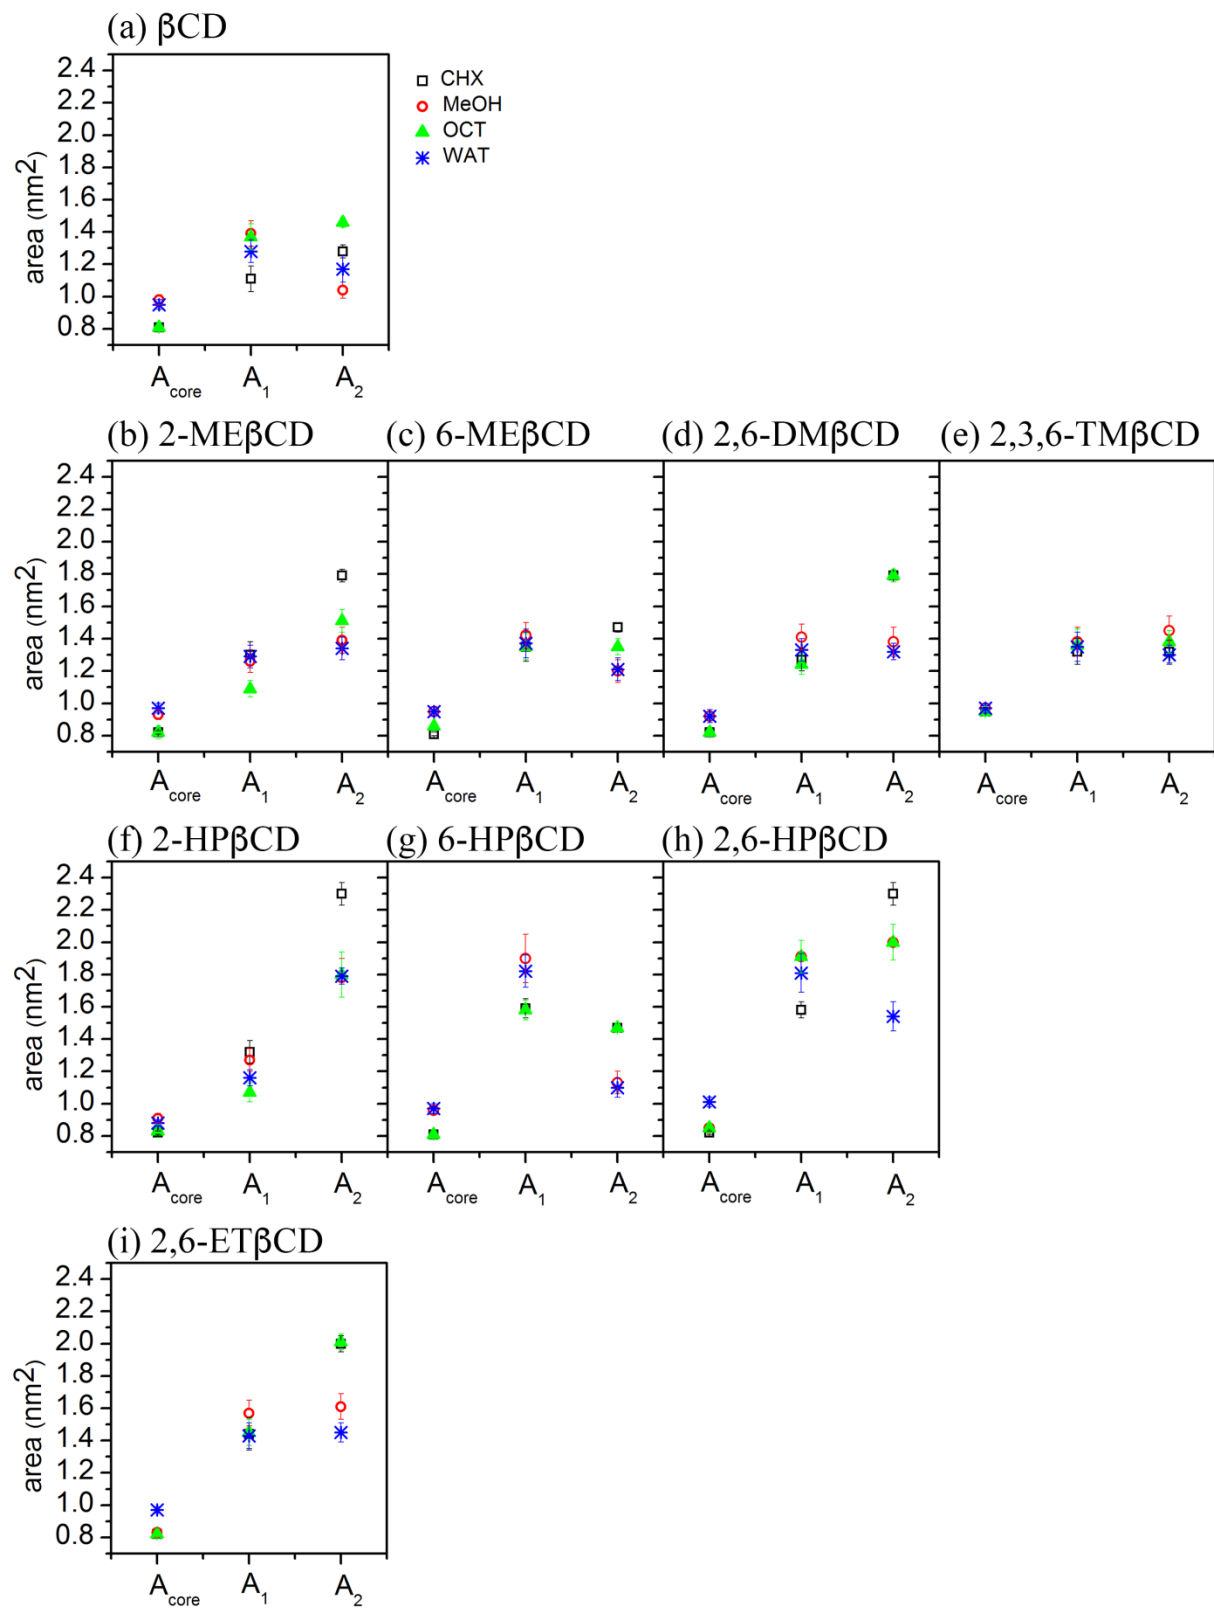 (a) βCD
2.4
2.2
2.0
1.8
1.6
1.4
1.2
1.0
0.8
area (nm2)
CHX
MeOH
OCT
WAT
Acore A1 A2
(b) 2-MEβCD (c) 6-MEβCD (d) 2,6-DMβCD (e) 2,3,6-TMβCD
2.4
2.2
2.0
1.8
1.6
1.4
1.2
1.0
0.8
area (nm2)
Acore A1 A2 Acore A1 A2 Acore A1 A2 Acore A1 A2
(f) 2-HPβCD (g) 6-HPβCD (h) 2,6-HPβCD
2.4
2.2
2.0
1.8
1.6
1.4
1.2
1.0
0.8
area (nm2)
Acore A1 A2 Acore A1 A2 Acore A1 A2
(i) 2,6-ETβCD
2.4
2.2
2.0
1.8
1.6
1.4
1.2
1.0
0.8
area (nm2)
Acore A1 A2